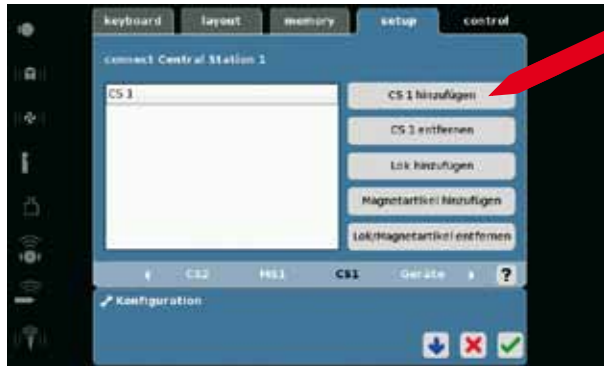 keyboard layout memory setup control
connect Central Station 1
CS 1
CS 1 hinzufügen
CS 1 entfernen
Lok hinzufügen
Magnetartikel hinzufügen
Lok/Magnetartikel entfernen
CS2 MS1 CS1 Geräte ?
Konfiguration